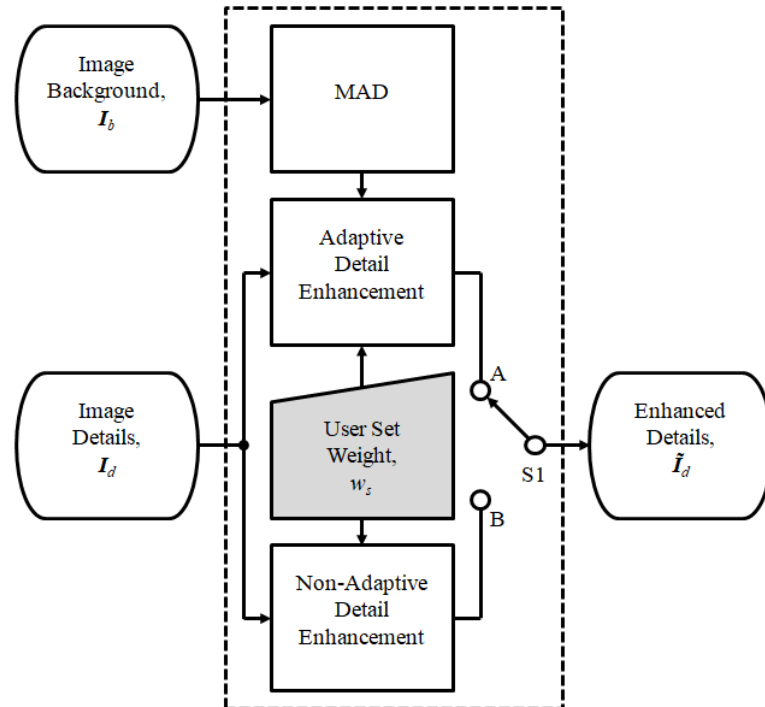 Image
Background,
I_b
MAD
Adaptive
Detail
Enhancement
A
Image
Details,
I_d
User Set
Weight,
w_s
S1
Enhanced
Details,
Ĩ_d
B
Non-Adaptive
Detail
Enhancement